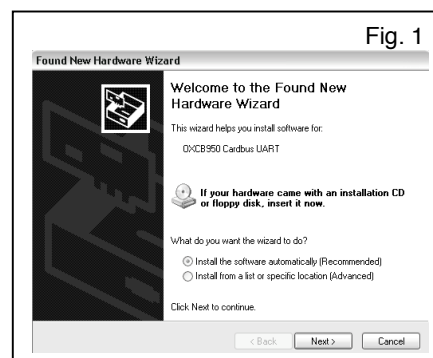 Fig. 1
Found New Hardware Wizard
Welcome to the Found New
Hardware Wizard
This wizard helps you install software for:
OXCB950 Cardbus UART
If your hardware came with an installation CD
or floppy disk, insert it now.
What do you want the wizard to do?
Install the software automatically (Recommended)
Install from a list or specific location (Advanced)
Click Next to continue.
< Back Next > Cancel